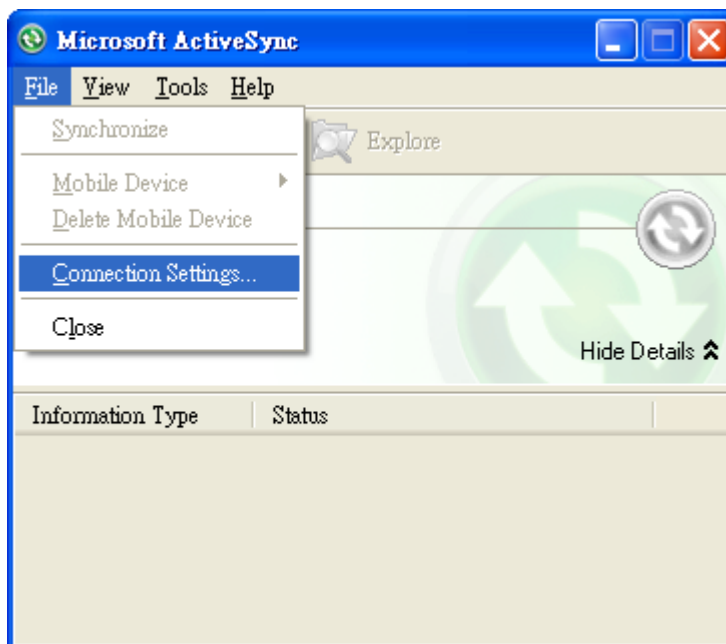 Microsoft ActiveSync
File View Tools Help
Synchronize
Explore
Mobile Device
Delete Mobile Device
Connection Settings...
Close
Hide Details
Information Type Status